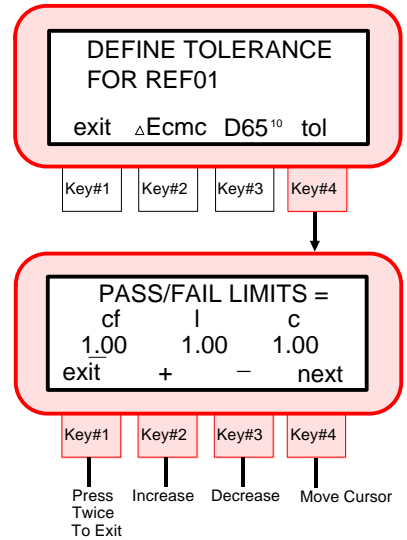 DEFINE TOLERANCE
FOR REF01
exit △Ecmc D65¹⁰ tol
Key#1 Key#2 Key#3 Key#4
PASS/FAIL LIMITS =
cf l c
1.00 1.00 1.00
exit + − next
Key#1 Key#2 Key#3 Key#4
Press Increase Decrease Move Cursor
Twice
To Exit